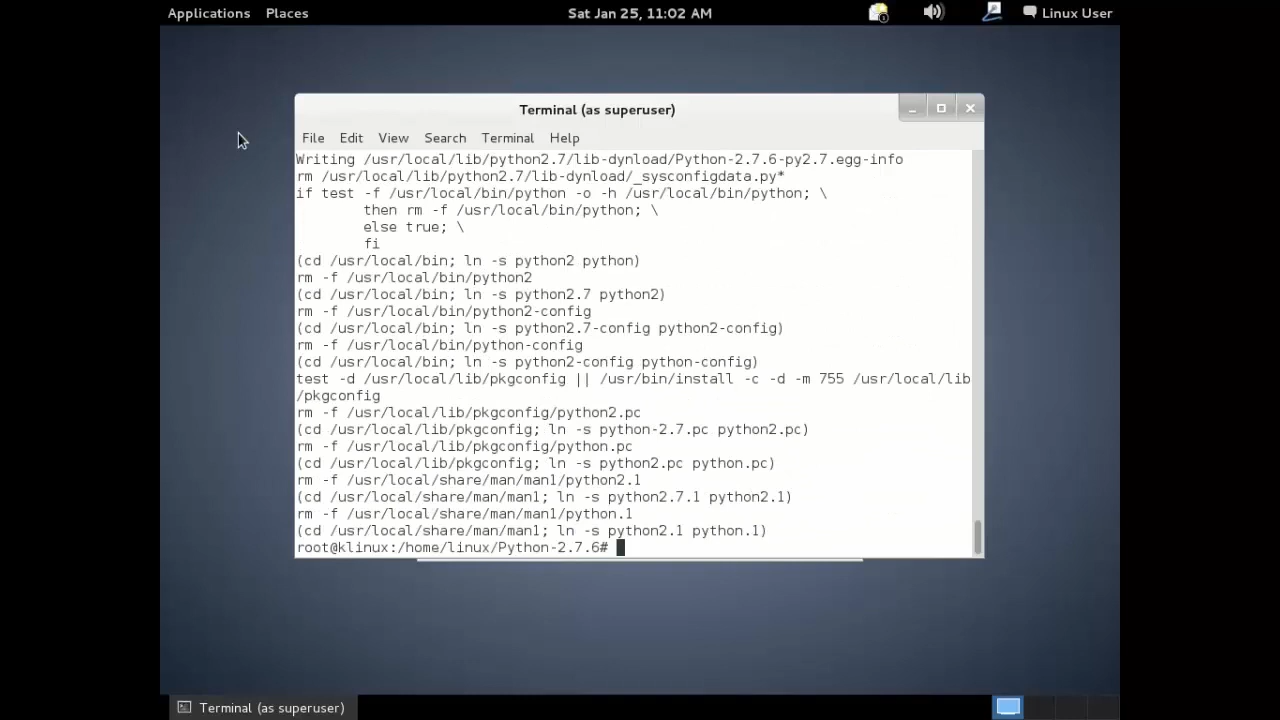 Applications Places Sat Jan 25, 11:02 AM Linux User
Terminal (as superuser)
File Edit View Search Terminal Help
Writing /usr/local/lib/python2.7/lib-dynload/Python-2.7.6-py2.7.egg-info
rm /usr/local/lib/python2.7/lib-dynload/_sysconfigdata.py*
if test -f /usr/local/bin/python -o -h /usr/local/bin/python; \
        then rm -f /usr/local/bin/python; \
        else true; \
        fi
(cd /usr/local/bin; ln -s python2 python)
rm -f /usr/local/bin/python2
(cd /usr/local/bin; ln -s python2.7 python2)
rm -f /usr/local/bin/python2-config
(cd /usr/local/bin; ln -s python2.7-config python2-config)
rm -f /usr/local/bin/python-config
(cd /usr/local/bin; ln -s python2-config python-config)
test -d /usr/local/lib/pkgconfig || /usr/bin/install -c -d -m 755 /usr/local/lib
/pkgconfig
rm -f /usr/local/lib/pkgconfig/python2.pc
(cd /usr/local/lib/pkgconfig; ln -s python-2.7.pc python2.pc)
rm -f /usr/local/lib/pkgconfig/python.pc
(cd /usr/local/lib/pkgconfig; ln -s python2.pc python.pc)
rm -f /usr/local/share/man/man1/python2.1
(cd /usr/local/share/man/man1; ln -s python2.7.1 python2.1)
rm -f /usr/local/share/man/man1/python.1
(cd /usr/local/share/man/man1; ln -s python2.1 python.1)
root@klinux:/home/linux/Python-2.7.6#
Terminal (as superuser)